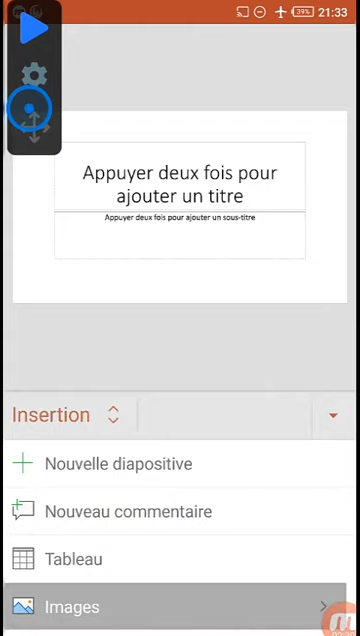 39%
21:33
Appuyer deux fois pour
ajouter un titre
Appuyer deux fois pour ajouter un sous-titre
Insertion
Nouvelle diapositive
Nouveau commentaire
Tableau
Images